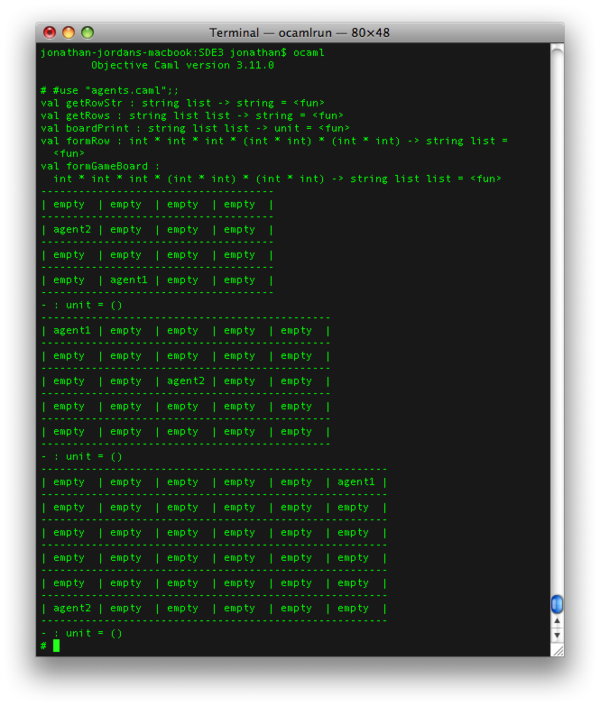 Terminal — ocamlrun — 80×48
jonathan-jordans-macbook:SDE3 jonathan$ ocaml
        Objective Caml version 3.11.0

# #use "agents.caml";;
val getRowStr : string list -> string = <fun>
val getRows : string list list -> string = <fun>
val boardPrint : string list list -> unit = <fun>
val formRow : int * int * int * (int * int) * (int * int) -> string list =
  <fun>
val formGameBoard :
  int * int * int * (int * int) * (int * int) -> string list list = <fun>
-------------------------------------
| empty  | empty  | empty  | empty  |
-------------------------------------
| agent2 | empty  | empty  | empty  |
-------------------------------------
| empty  | empty  | empty  | empty  |
-------------------------------------
| empty  | agent1 | empty  | empty  |
-------------------------------------
- : unit = ()
----------------------------------------------
| agent1 | empty  | empty  | empty  | empty  |
----------------------------------------------
| empty  | empty  | empty  | empty  | empty  |
----------------------------------------------
| empty  | empty  | agent2 | empty  | empty  |
----------------------------------------------
| empty  | empty  | empty  | empty  | empty  |
----------------------------------------------
| empty  | empty  | empty  | empty  | empty  |
----------------------------------------------
- : unit = ()
-------------------------------------------------------
| empty  | empty  | empty  | empty  | empty  | agent1 |
-------------------------------------------------------
| empty  | empty  | empty  | empty  | empty  | empty  |
-------------------------------------------------------
| empty  | empty  | empty  | empty  | empty  | empty  |
-------------------------------------------------------
| empty  | empty  | empty  | empty  | empty  | empty  |
-------------------------------------------------------
| empty  | empty  | empty  | empty  | empty  | empty  |
-------------------------------------------------------
| agent2 | empty  | empty  | empty  | empty  | empty  |
-------------------------------------------------------
- : unit = ()
#